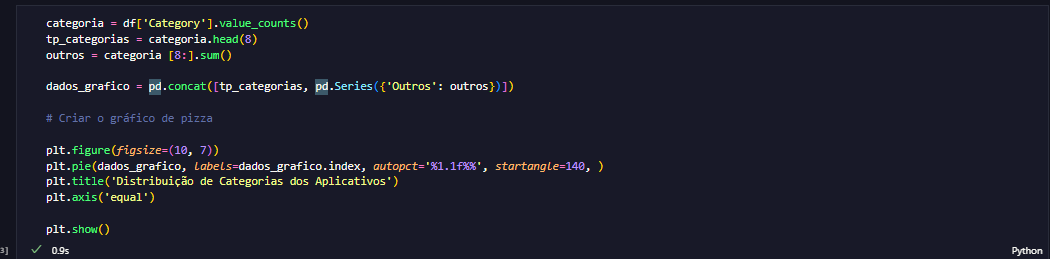 categoria = df['Category'].value_counts()
tp_categorias = categoria.head(8)
outros = categoria [8:].sum()
dados_grafico = pd.concat([tp_categorias, pd.Series({'Outros': outros})])
# Criar o gráfico de pizza
plt.figure(figsize=(10, 7))
plt.pie(dados_grafico, labels=dados_grafico.index, autopct='%1.1f%%', startangle=140, )
plt.title('Distribuição de Categorias dos Aplicativos')
plt.axis('equal')
plt.show()
3] ✓ 0.9s Python